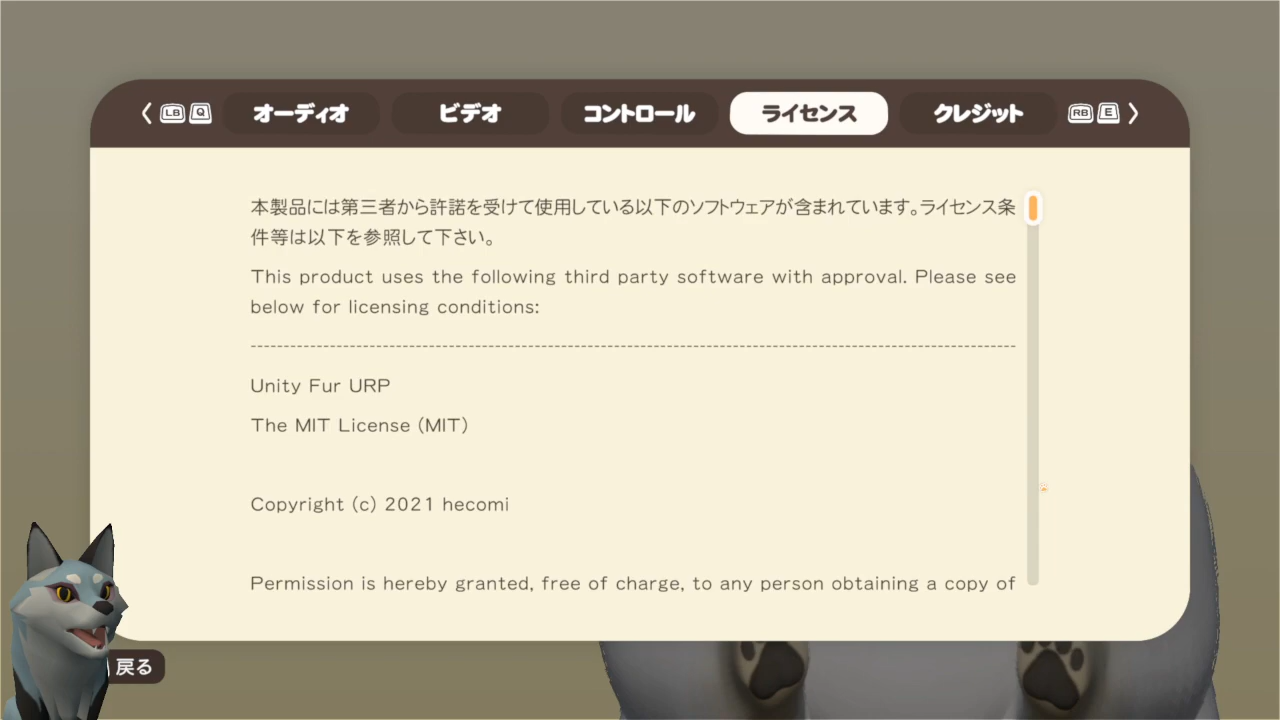 LB Q オーディオ ビデオ コントロール ライセンス クレジット RB E
本製品には第三者から許諾を受けて使用している以下のソフトウェアが含まれています。ライセンス条
件等は以下を参照して下さい。
This product uses the following third party software with approval. Please see
below for licensing conditions:
---------------------------------------------------------------------------------------------------------------------
Unity Fur URP
The MIT License (MIT)
Copyright (c) 2021 hecomi
Permission is hereby granted, free of charge, to any person obtaining a copy of
戻る